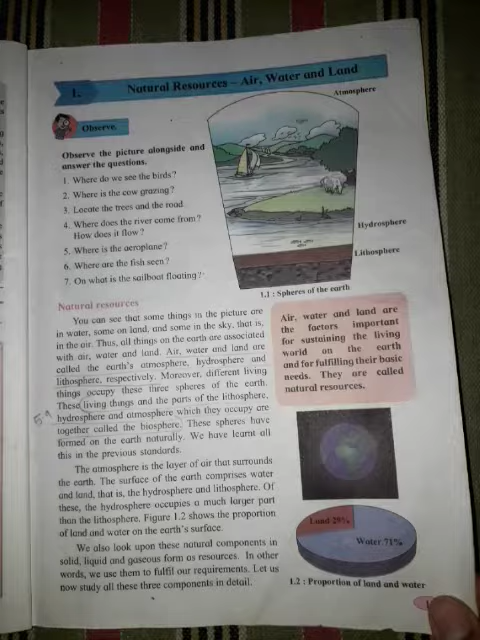 1.
Natural Resources – Air, Water and Land
Observe.
Observe the picture alongside and
answer the questions.
1. Where do we see the birds?
2. Where is the cow grazing?
3. Locate the trees and the road.
4. Where does the river come from?
How does it flow?
5. Where is the aeroplane?
6. Where are the fish seen?
7. On what is the sailboat floating?
Atmosphere
Hydrosphere
Lithosphere
1.1 : Spheres of the earth
Natural resources
You can see that some things in the picture are
in water, some on land, and some in the sky, that is,
in the air. Thus, all things on the earth are associated
with air, water and land. Air, water and land are
called the earth's atmosphere, hydrosphere and
lithosphere, respectively. Moreover, different living
things occupy these three spheres of the earth.
These living things and the parts of the lithosphere,
hydrosphere and atmosphere which they occupy are
together called the biosphere. These spheres have
formed on the earth naturally. We have learnt all
this in the previous standards.
The atmosphere is the layer of air that surrounds
the earth. The surface of the earth comprises water
and land, that is, the hydrosphere and lithosphere. Of
these, the hydrosphere occupies a much larger part
than the lithosphere. Figure 1.2 shows the proportion
of land and water on the earth's surface.
We also look upon these natural components in
solid, liquid and gaseous form as resources. In other
words, we use them to fulfil our requirements. Let us
now study all these three components in detail.
Air, water and land are
the factors important
for sustaining the living
world on the earth
and for fulfilling their basic
needs. They are called
natural resources.
Land 29%
Water 71%
1.2 : Proportion of land and water